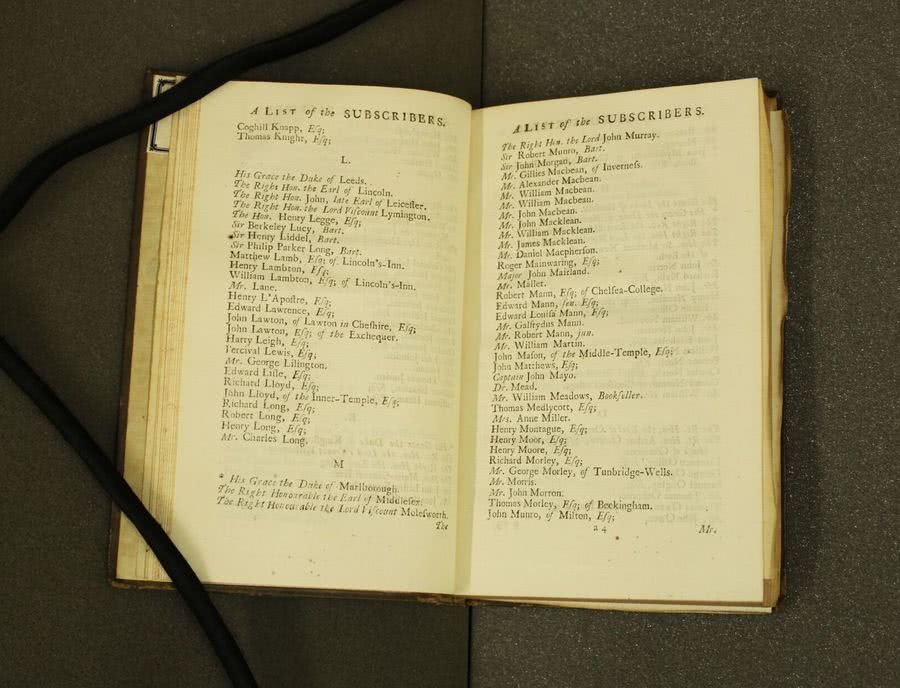 A LIST of the SUBSCRIBERS.
Coghill Knapp, Eſq;
Thomas Knight, Eſq;
L.
His Grace the Duke of Leeds.
The Right Hon. the Earl of Lincoln.
The Right Hon. John, late Earl of Leiceſter.
The Right Hon. the Lord Viſcount Lymington.
The Hon. Henry Legge, Eſq;
Sir Berkeley Lucy, Bart.
*Sir Henry Liddel, Bart.
Sir Philip Parker Long, Bart.
Matthew Lamb, Eſq; of Lincoln's-Inn.
Henry Lambton, Eſq;
William Lambton, Eſq; of Lincoln's-Inn.
Mr. Lane.
Henry L'Apoſtre, Eſq;
Edward Lawrence, Eſq;
John Lawton, of Lawton in Cheſhire, Eſq;
John Lawton, Eſq; of the Exchequer.
Harry Leigh, Eſq;
Percival Lewis, Eſq;
Mr. George Lillington.
Edward Liſle, Eſq;
Richard Lloyd, Eſq;
John Lloyd, of the Inner-Temple, Eſq;
Richard Long, Eſq;
Robert Long, Eſq;
Henry Long, Eſq;
Mr. Charles Long.
M
* His Grace the Duke of Marlborough.
The Right Honourable the Earl of Middleſex.
The Right Honourable the Lord Viſcount Moleſworth.
The
A LIST of the SUBSCRIBERS.
The Right Hon. the Lord John Murray.
Sir Robert Munro, Bart.
Sir John Morgan, Bart.
Mr. Gillies Macbean, of Inverneſs.
Mr. Alexander Macbean.
Mr. William Macbean.
Mr. William Macbean.
Mr. John Macbean.
Mr. John Macklean.
Mr. William Macklean.
Mr. James Macklean.
Mr. Daniel Macpherſon.
Roger Mainwaring, Eſq;
Major John Mairland.
Mr. Mallet.
Robert Mann, Eſq; of Chelſea-College.
Edward Mann, ſen. Eſq;
Edward Louiſa Mann, Eſq;
Mr. Galfrydus Mann.
Mr. Robert Mann, jun.
Mr. William Martin.
John Maſon, of the Middle-Temple, Eſq;
John Matthews, Eſq;
Captain John Mayo.
Dr. Mead.
Mr. William Meadows, Bookſeller.
Thomas Medlycott, Eſq;
Mrs. Anne Miller.
Henry Montague, Eſq;
Henry Moor, Eſq;
Henry Moore, Eſq;
Richard Morley, Eſq;
Mr. George Morley, of Tunbridge-Wells.
Mr. Morris.
Mr. John Morton.
Thomas Motley, Eſq; of Beckingham.
John Munro, of Milton, Eſq;
a 4
Mr.